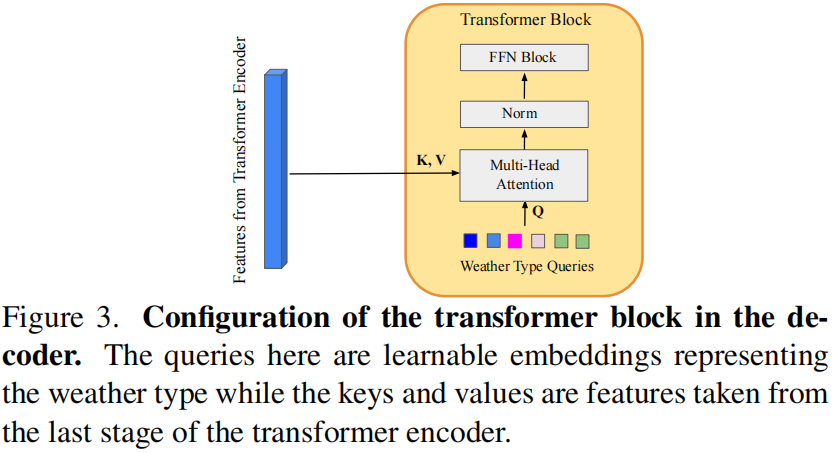 Transformer Block
Features from Transformer Encoder
FFN Block
Norm
K, V
Multi-Head
Attention
Q
Weather Type Queries
Figure 3. Configuration of the transformer block in the de-
coder. The queries here are learnable embeddings representing
the weather type while the keys and values are features taken from
the last stage of the transformer encoder.